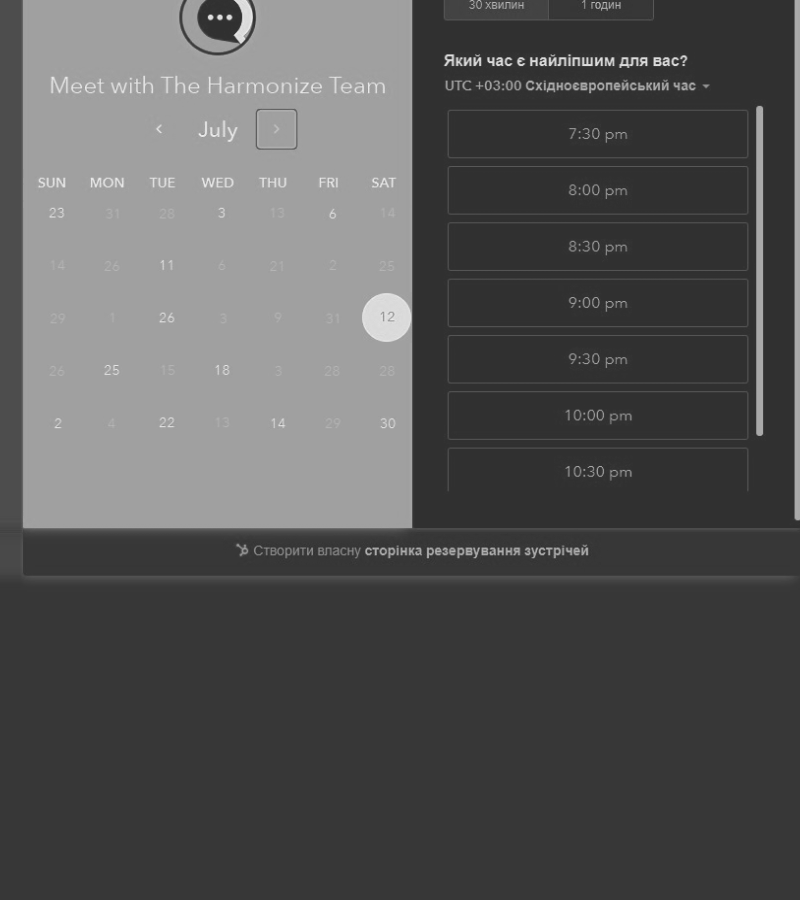 Meet with The Harmonize Team
July
SUN MON TUE WED THU FRI SAT
23 31 28 3 13 6 14
14 26 11 6 21 2 25
29 1 26 3 9 31 12
26 25 15 18 3 28 28
2 4 22 13 14 29 30
30 хвилин 1 годин
Який час є найліпшим для вас?
UTC +03:00 Східноєвропейський час
7:30 pm
8:00 pm
8:30 pm
9:00 pm
9:30 pm
10:00 pm
10:30 pm
Створити власну сторінка резервування зустрічей